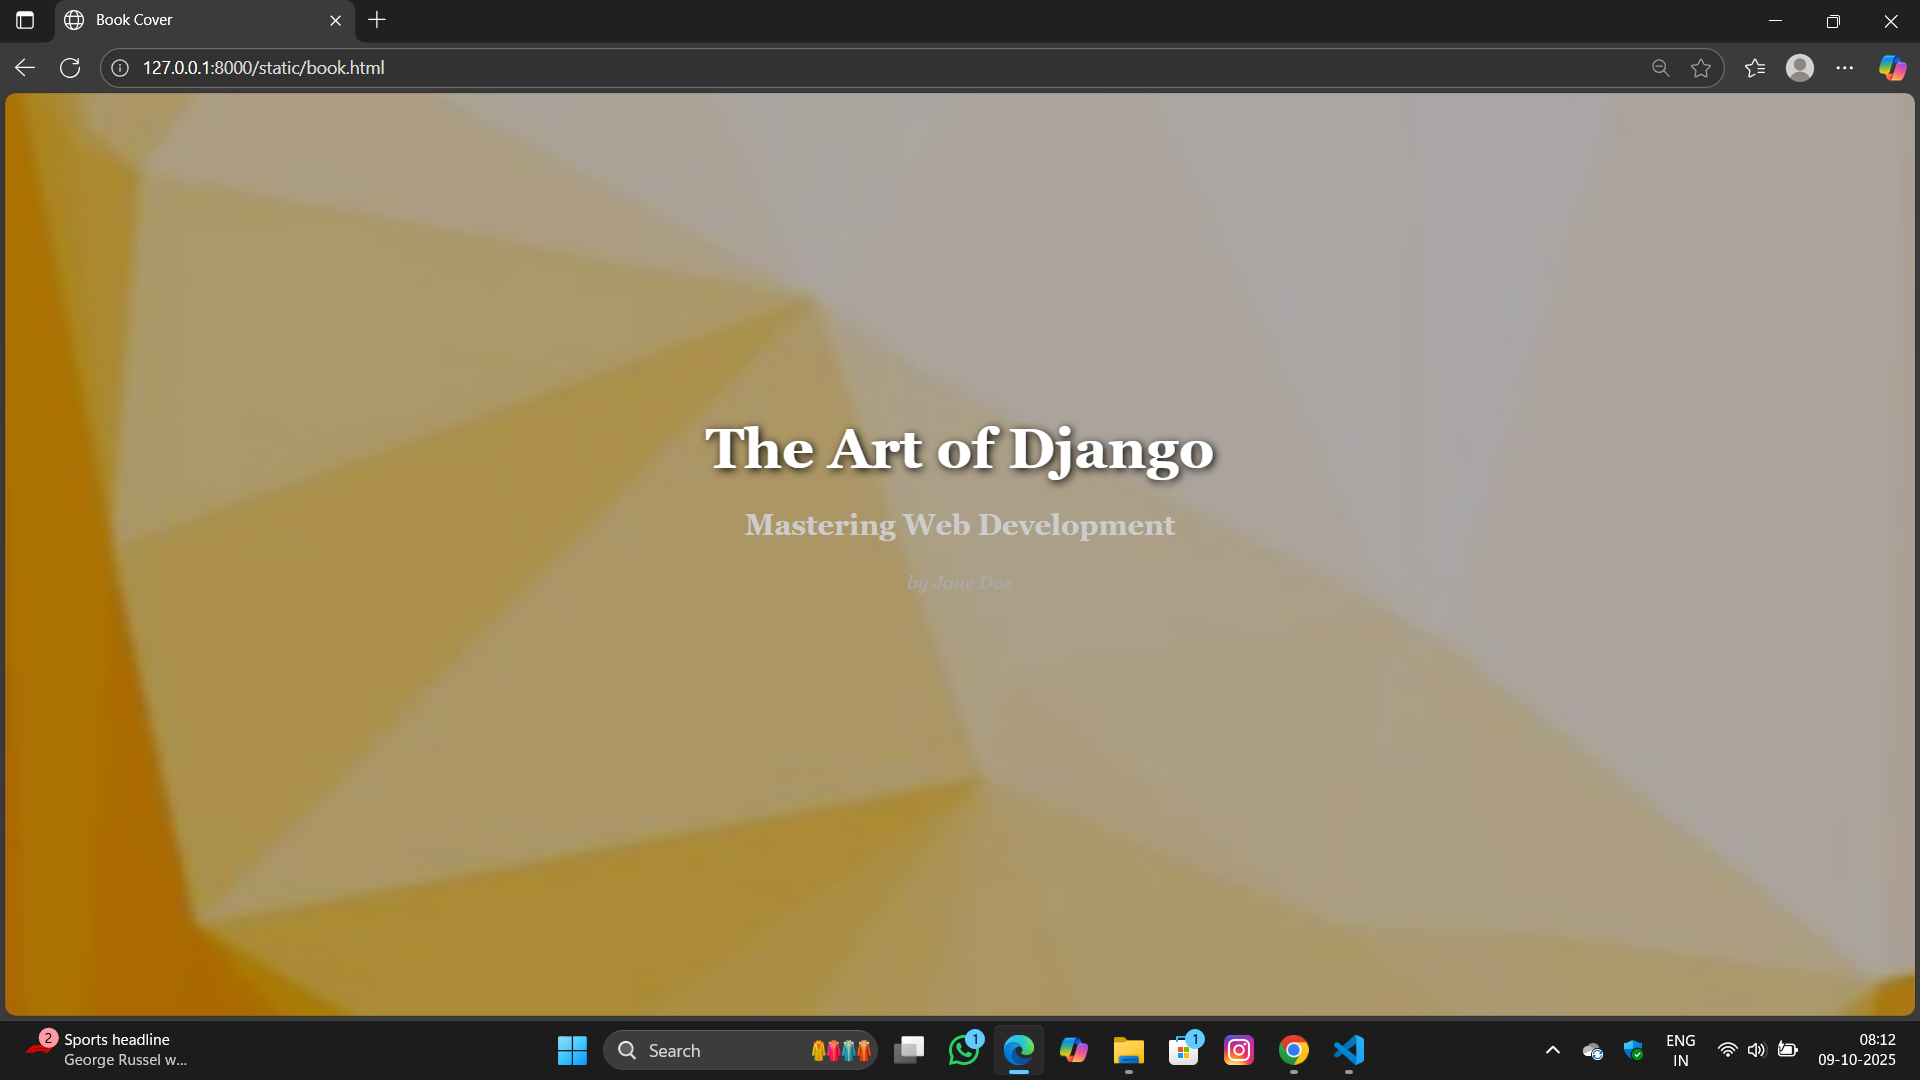 Book Cover
127.0.0.1:8000/static/book.html
The Art of Django
Mastering Web Development
by Jane Doe
2
Sports headline
George Russel w...
Search
1
1
ENG
IN
08:12
09-10-2025